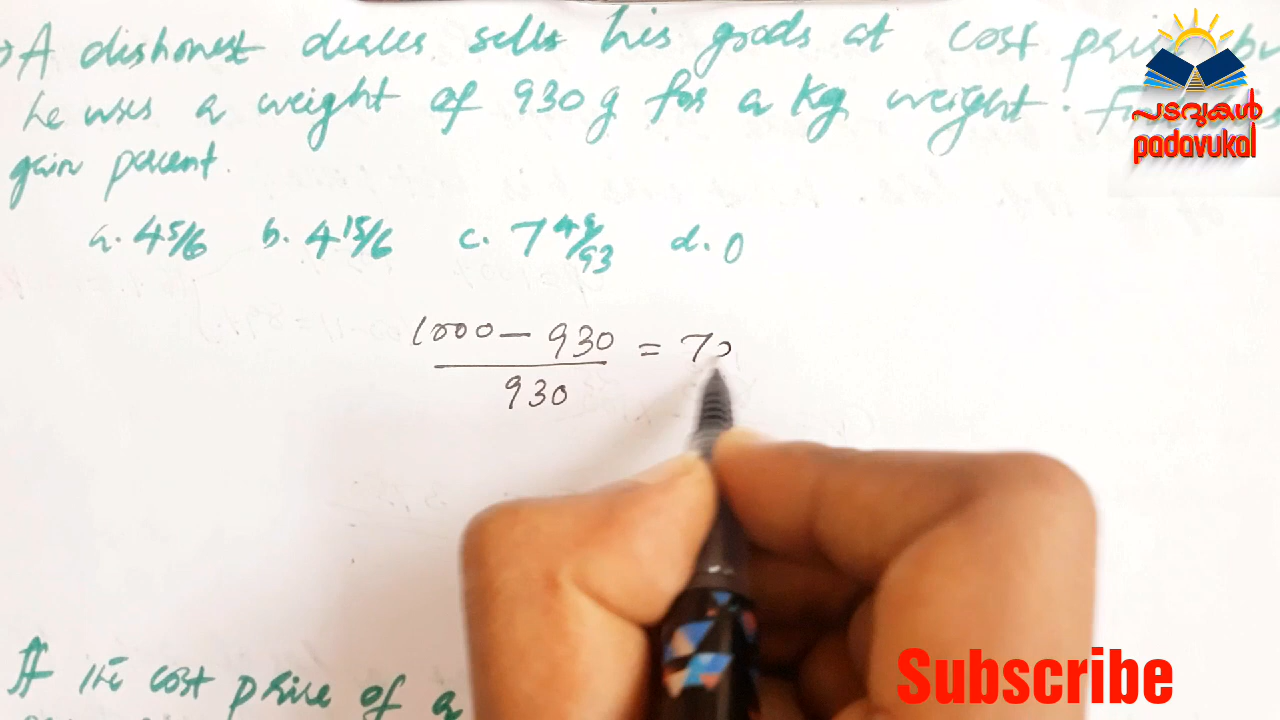 A dishonest dealer sells his goods at cost price bu
he uses a weight of 930 g for a kg weight. F is
gain percent.
a. 4 5/6 b. 4 15/6 c. 7 49/93 d. 0
1000 - 930 / 930 = 70
If the cost price of a
പടവുകൾ
padavukal
Subscribe